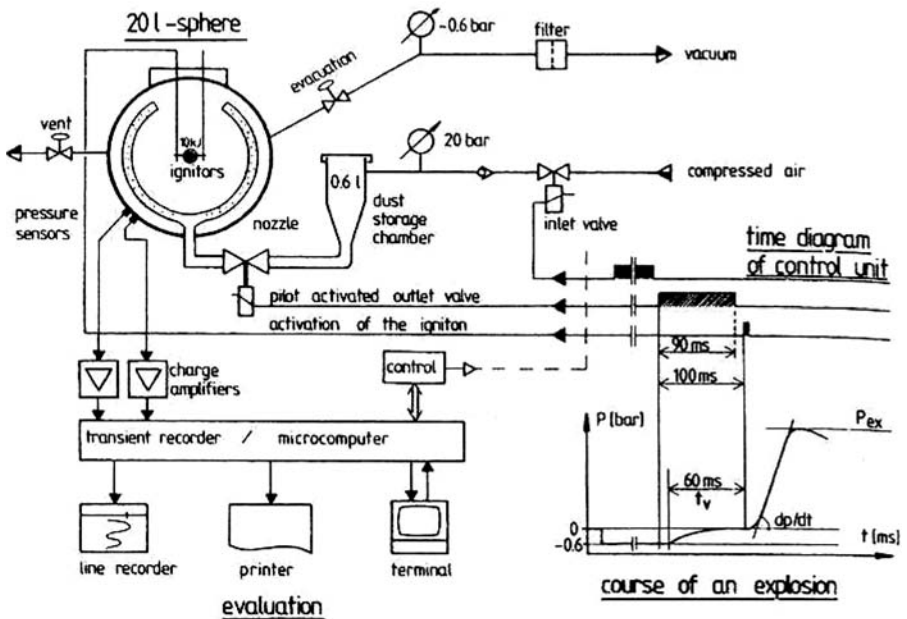 20 l-sphere
-0.6 bar
filter
vacuum
evacuation
vent
10kJ
ignitors
20 bar
compressed air
0.6 l
dust
storage
chamber
nozzle
inlet valve
pressure
sensors
time diagram
of control unit
pilot activated outlet valve
activation of the igniton
90 ms
100 ms
charge
amplifiers
control
transient recorder / microcomputer
P [bar]
Pex
60 ms
tv
dp/dt
0
-0.6
t [ms]
line recorder
printer
terminal
evaluation
course of an explosion